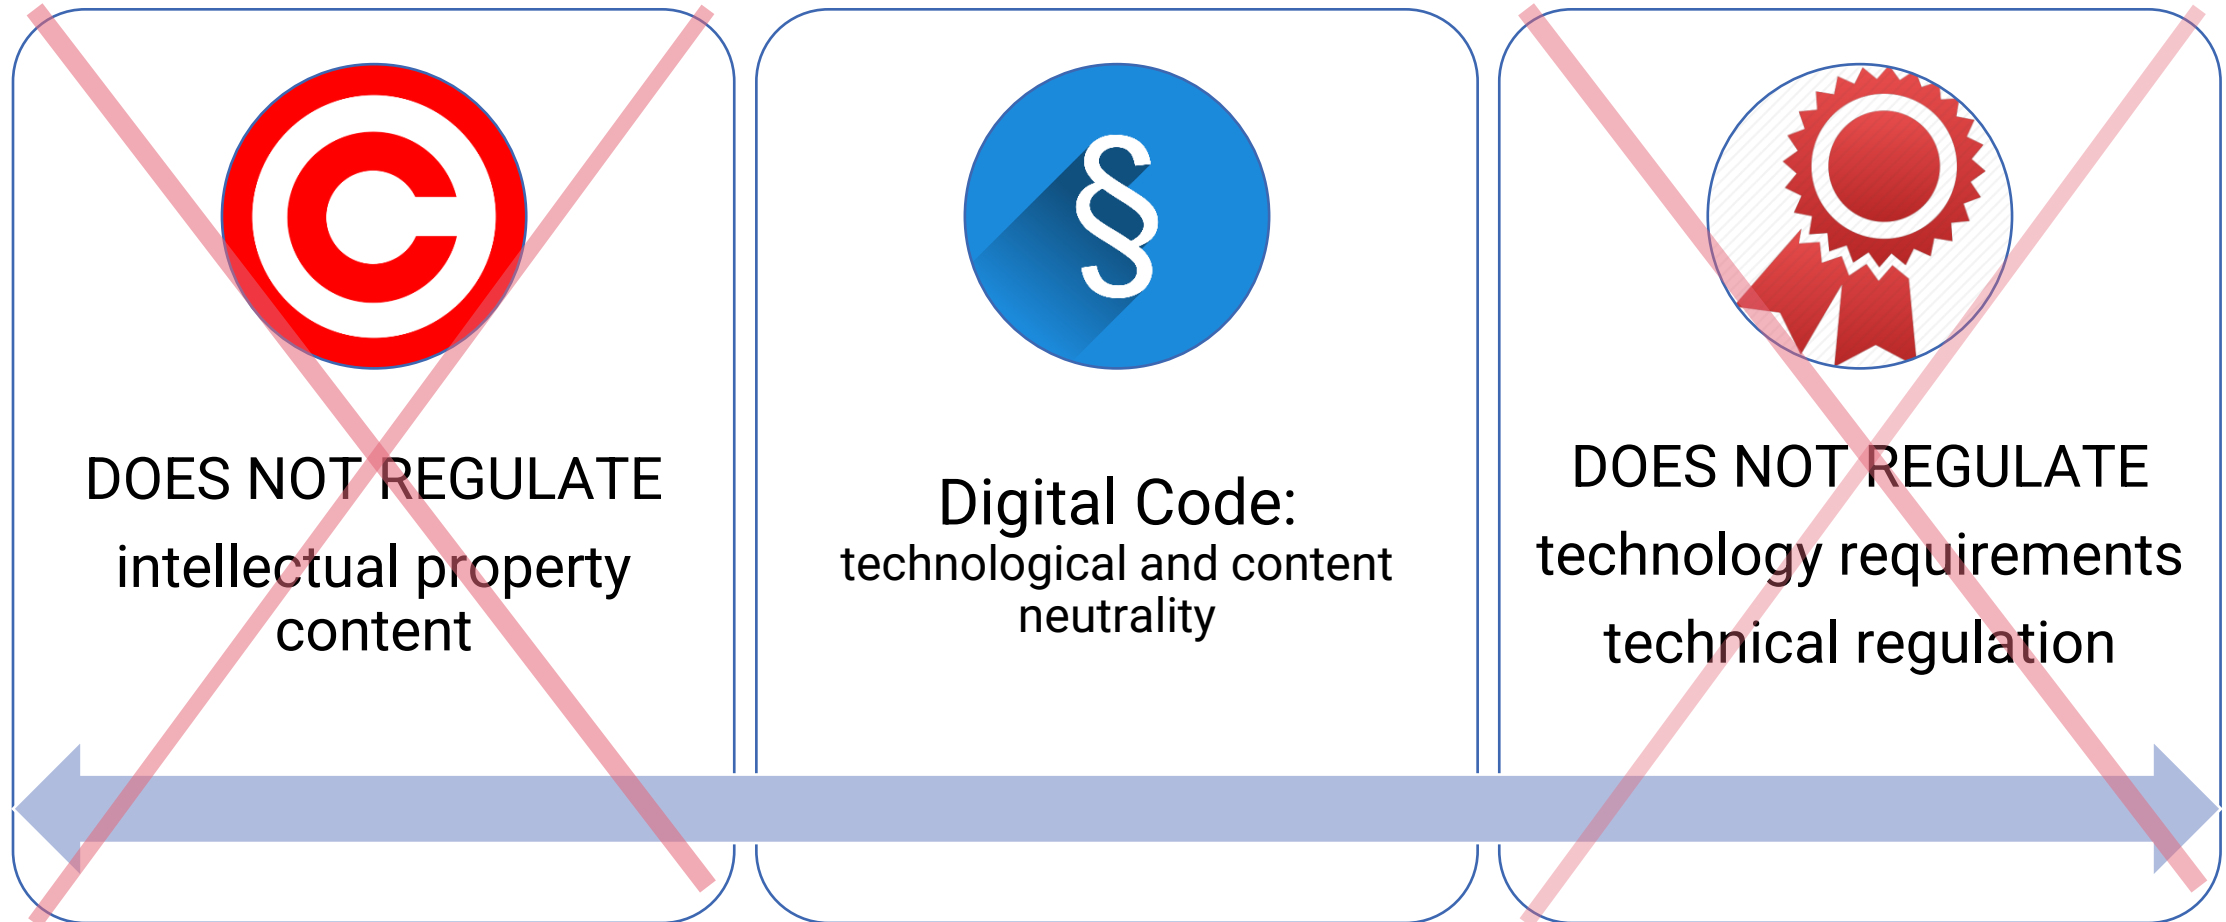 DOES NOT REGULATE
intellectual property
content
Digital Code:
technological and content
neutrality
DOES NOT REGULATE
technology requirements
technical regulation